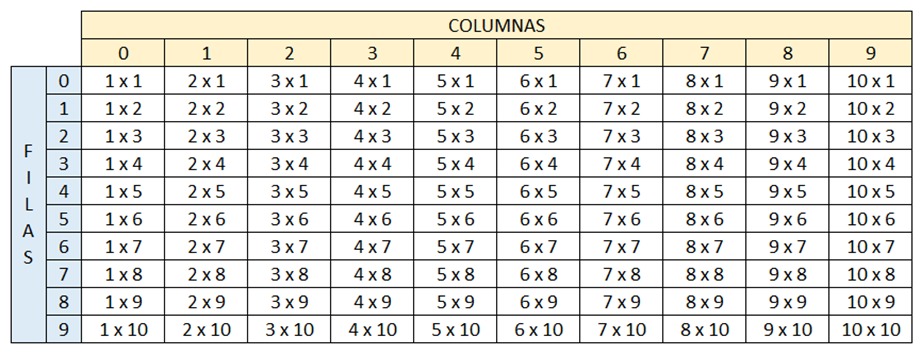 COLUMNAS
0 1 2 3 4 5 6 7 8 9
FILAS
0 1 x 1 2 x 1 3 x 1 4 x 1 5 x 1 6 x 1 7 x 1 8 x 1 9 x 1 10 x 1
1 1 x 2 2 x 2 3 x 2 4 x 2 5 x 2 6 x 2 7 x 2 8 x 2 9 x 2 10 x 2
2 1 x 3 2 x 3 3 x 3 4 x 3 5 x 3 6 x 3 7 x 3 8 x 3 9 x 3 10 x 3
3 1 x 4 2 x 4 3 x 4 4 x 4 5 x 4 6 x 4 7 x 4 8 x 4 9 x 4 10 x 4
4 1 x 5 2 x 5 3 x 5 4 x 5 5 x 5 6 x 5 7 x 5 8 x 5 9 x 5 10 x 5
5 1 x 6 2 x 6 3 x 6 4 x 6 5 x 6 6 x 6 7 x 6 8 x 6 9 x 6 10 x 6
6 1 x 7 2 x 7 3 x 7 4 x 7 5 x 7 6 x 7 7 x 7 8 x 7 9 x 7 10 x 7
7 1 x 8 2 x 8 3 x 8 4 x 8 5 x 8 6 x 8 7 x 8 8 x 8 9 x 8 10 x 8
8 1 x 9 2 x 9 3 x 9 4 x 9 5 x 9 6 x 9 7 x 9 8 x 9 9 x 9 10 x 9
9 1 x 10 2 x 10 3 x 10 4 x 10 5 x 10 6 x 10 7 x 10 8 x 10 9 x 10 10 x 10